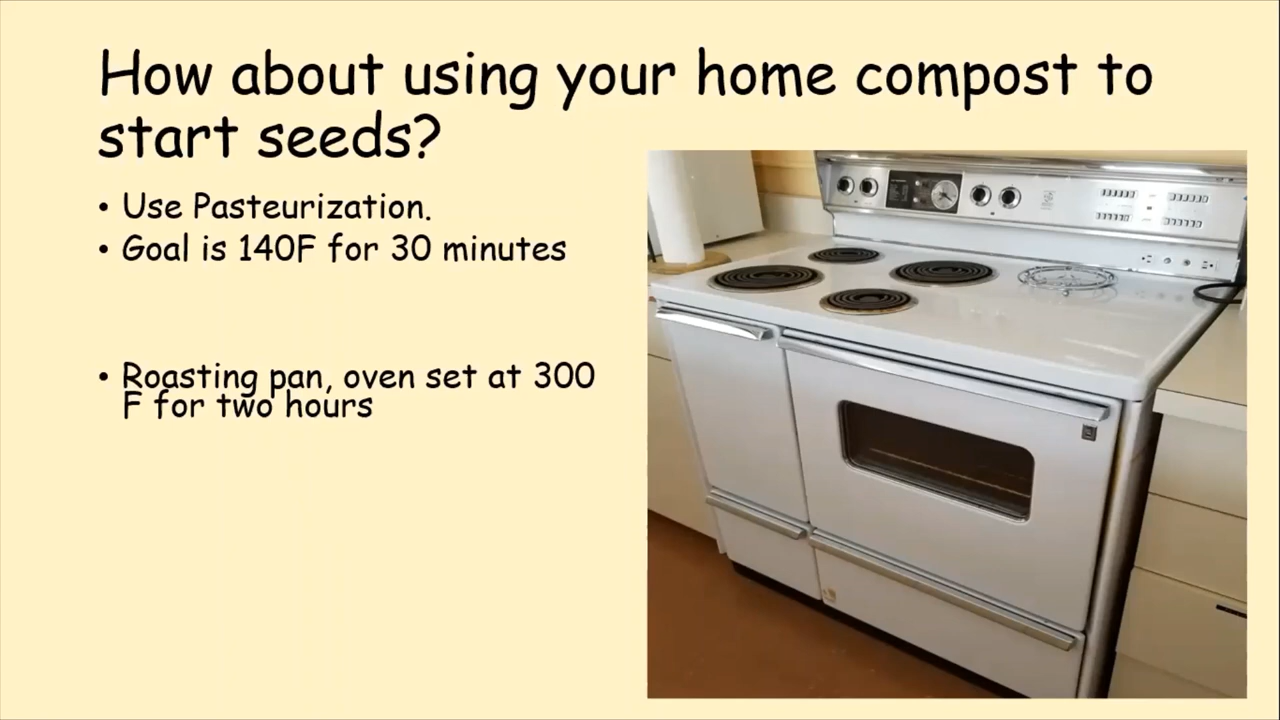 How about using your home compost to
start seeds?
• Use Pasteurization.
• Goal is 140F for 30 minutes
• Roasting pan, oven set at 300
F for two hours